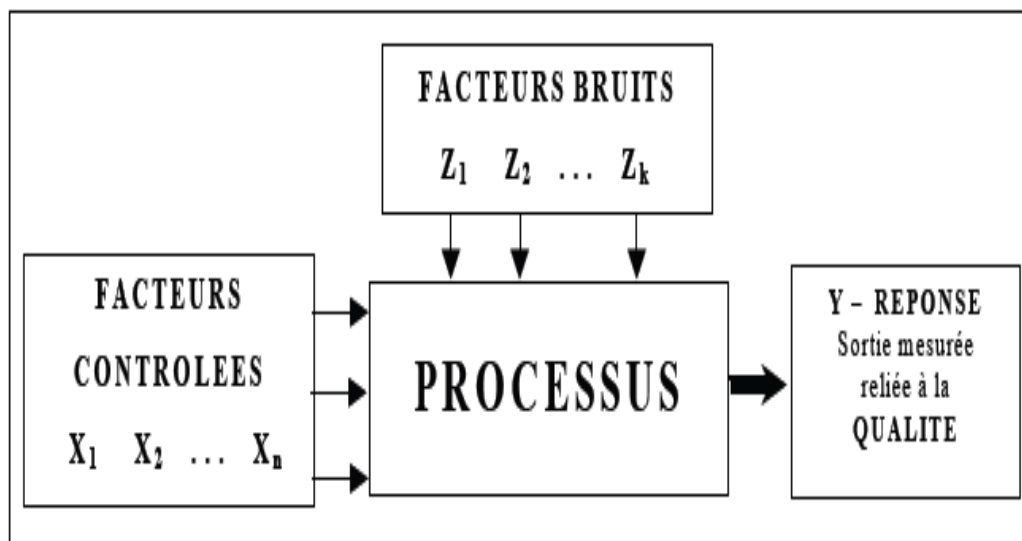 FACTEURS BRUITS
Z₁ Z₂ ... Zₖ
FACTEURS
CONTROLEES
X₁ X₂ ... Xₙ
PROCESSUS
Y – REPONSE
Sortie mesurée
reliée à la
QUALITE